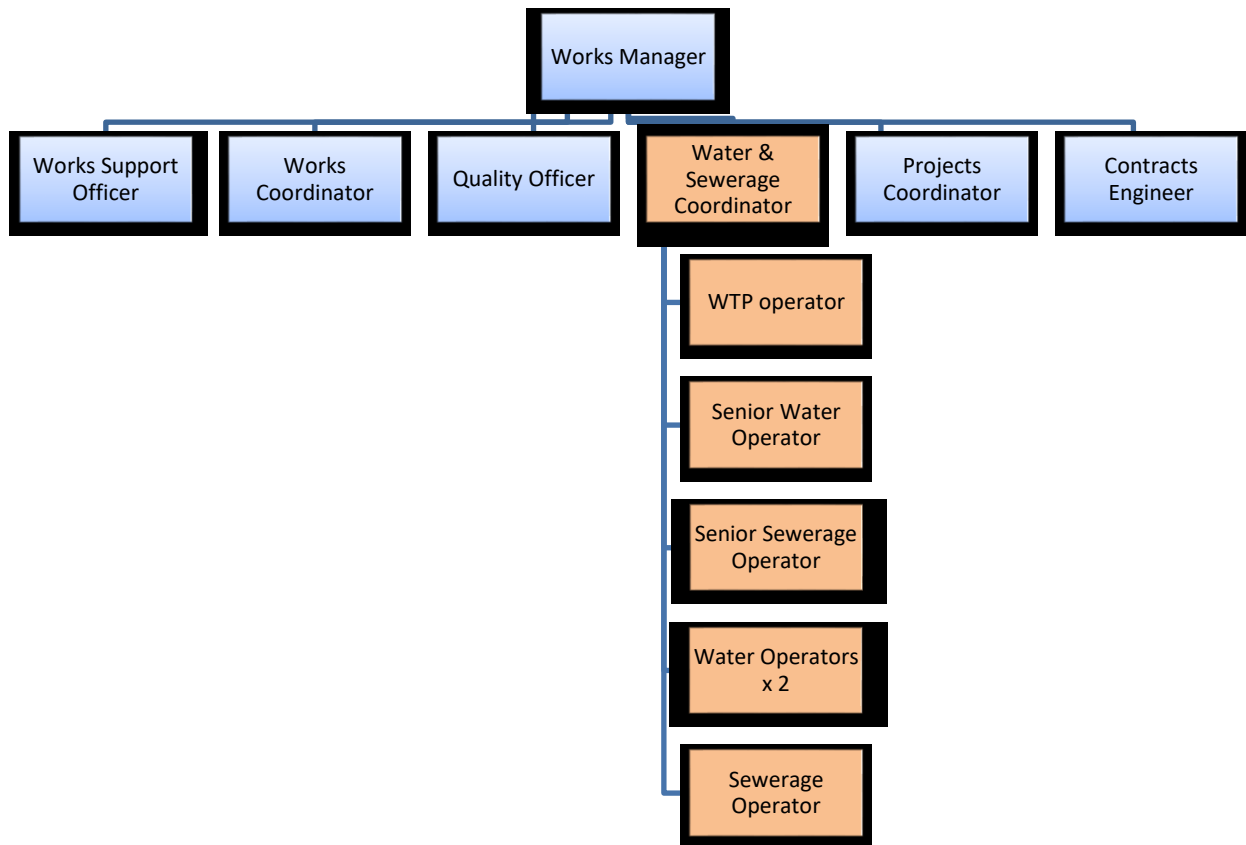 Works Manager
Works Support
Officer
Works
Coordinator
Quality Officer
Water &
Sewerage
Coordinator
Projects
Coordinator
Contracts
Engineer
WTP operator
Senior Water
Operator
Senior Sewerage
Operator
Water Operators
x 2
Sewerage
Operator